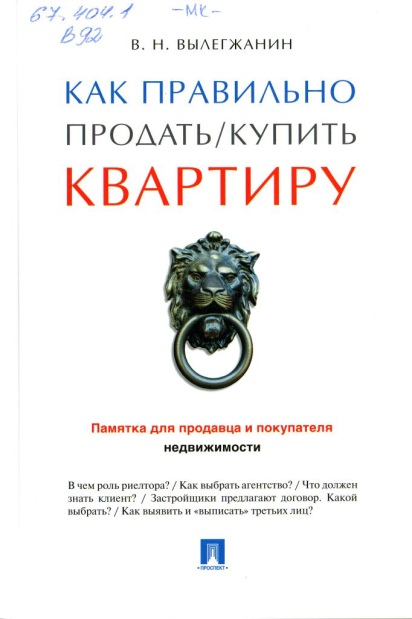 67.404.1
В92
-МК-
В. Н. ВЫЛЕГЖАНИН
КАК ПРАВИЛЬНО
ПРОДАТЬ/КУПИТЬ
КВАРТИРУ
Памятка для продавца и покупателя
недвижимости
В чем роль риелтора? / Как выбрать агентство? / Что должен
знать клиент? / Застройщики предлагают договор. Какой
выбрать? / Как выявить и «выписать» третьих лиц?
ПРОСПЕКТ